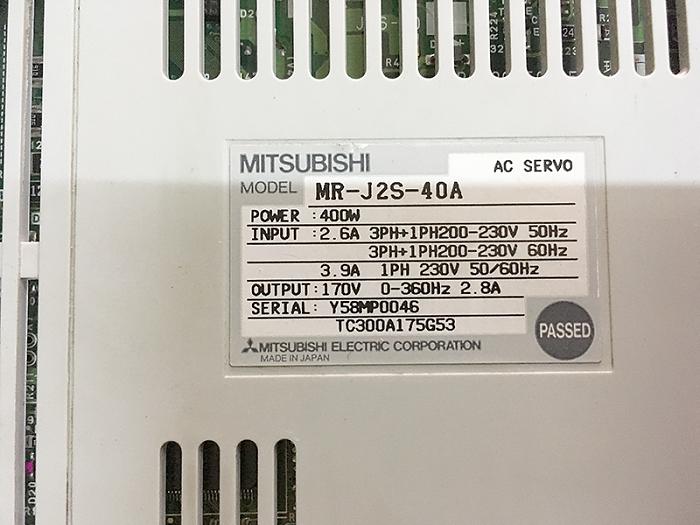 MITSUBISHI AC SERVO
MODEL MR-J2S-40A
POWER :400W
INPUT :2.6A 3PH+1PH200-230V 50Hz
3PH+1PH200-230V 60Hz
3.9A 1PH 230V 50/60Hz
OUTPUT:170V 0-360Hz 2.8A
SERIAL: Y58MP0046
TC300A175G53
PASSED
MITSUBISHI ELECTRIC CORPORATION
MADE IN JAPAN